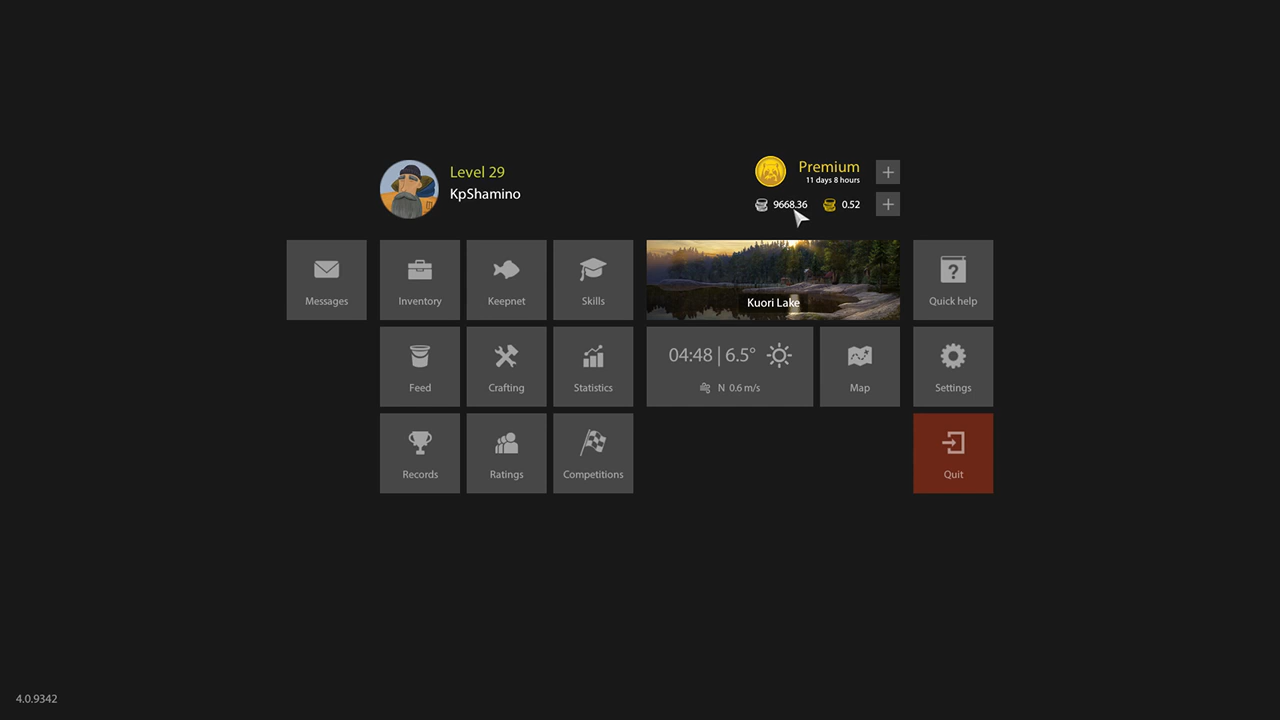 Level 29
KpShamino
Premium
11 days 8 hours
9668.36 0.52
Messages
Inventory
Keepnet
Skills
Kuori Lake
Quick help
Feed
Crafting
Statistics
04:48 | 6.5°
N 0.6 m/s
Map
Settings
Records
Ratings
Competitions
Quit
4.0.9342